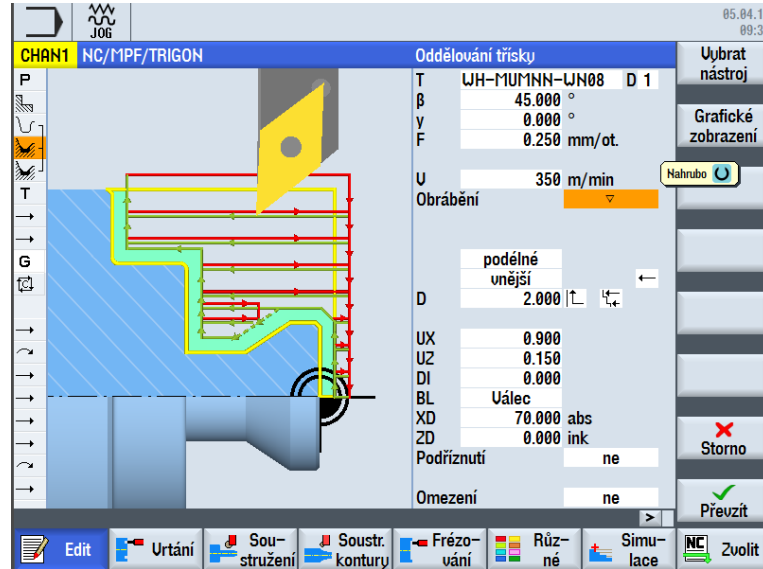 05.04.1
09:3
JOG
CHAN1 NC/MPF/TRIGON
Oddělování třísky
Vybrat
nástroj
Grafické
zobrazení
Nahrubo
Storno
Převzít
P
T
G
T WH-MUMNN-WN08 D 1
β 45.000 °
γ 0.000 °
F 0.250 mm/ot.
V 350 m/min
Obrábění ▽
podélné
vnější ←
D 2.000
UX 0.900
UZ 0.150
DI 0.000
BL Válec
XD 70.000 abs
ZD 0.000 ink
Podříznutí ne
Omezení ne
>
Edit
Vrtání
Sou-
stružení
Soustr.
kontury
Frézo-
vání
Růz-
né
Simu-
lace
NC Zvolit